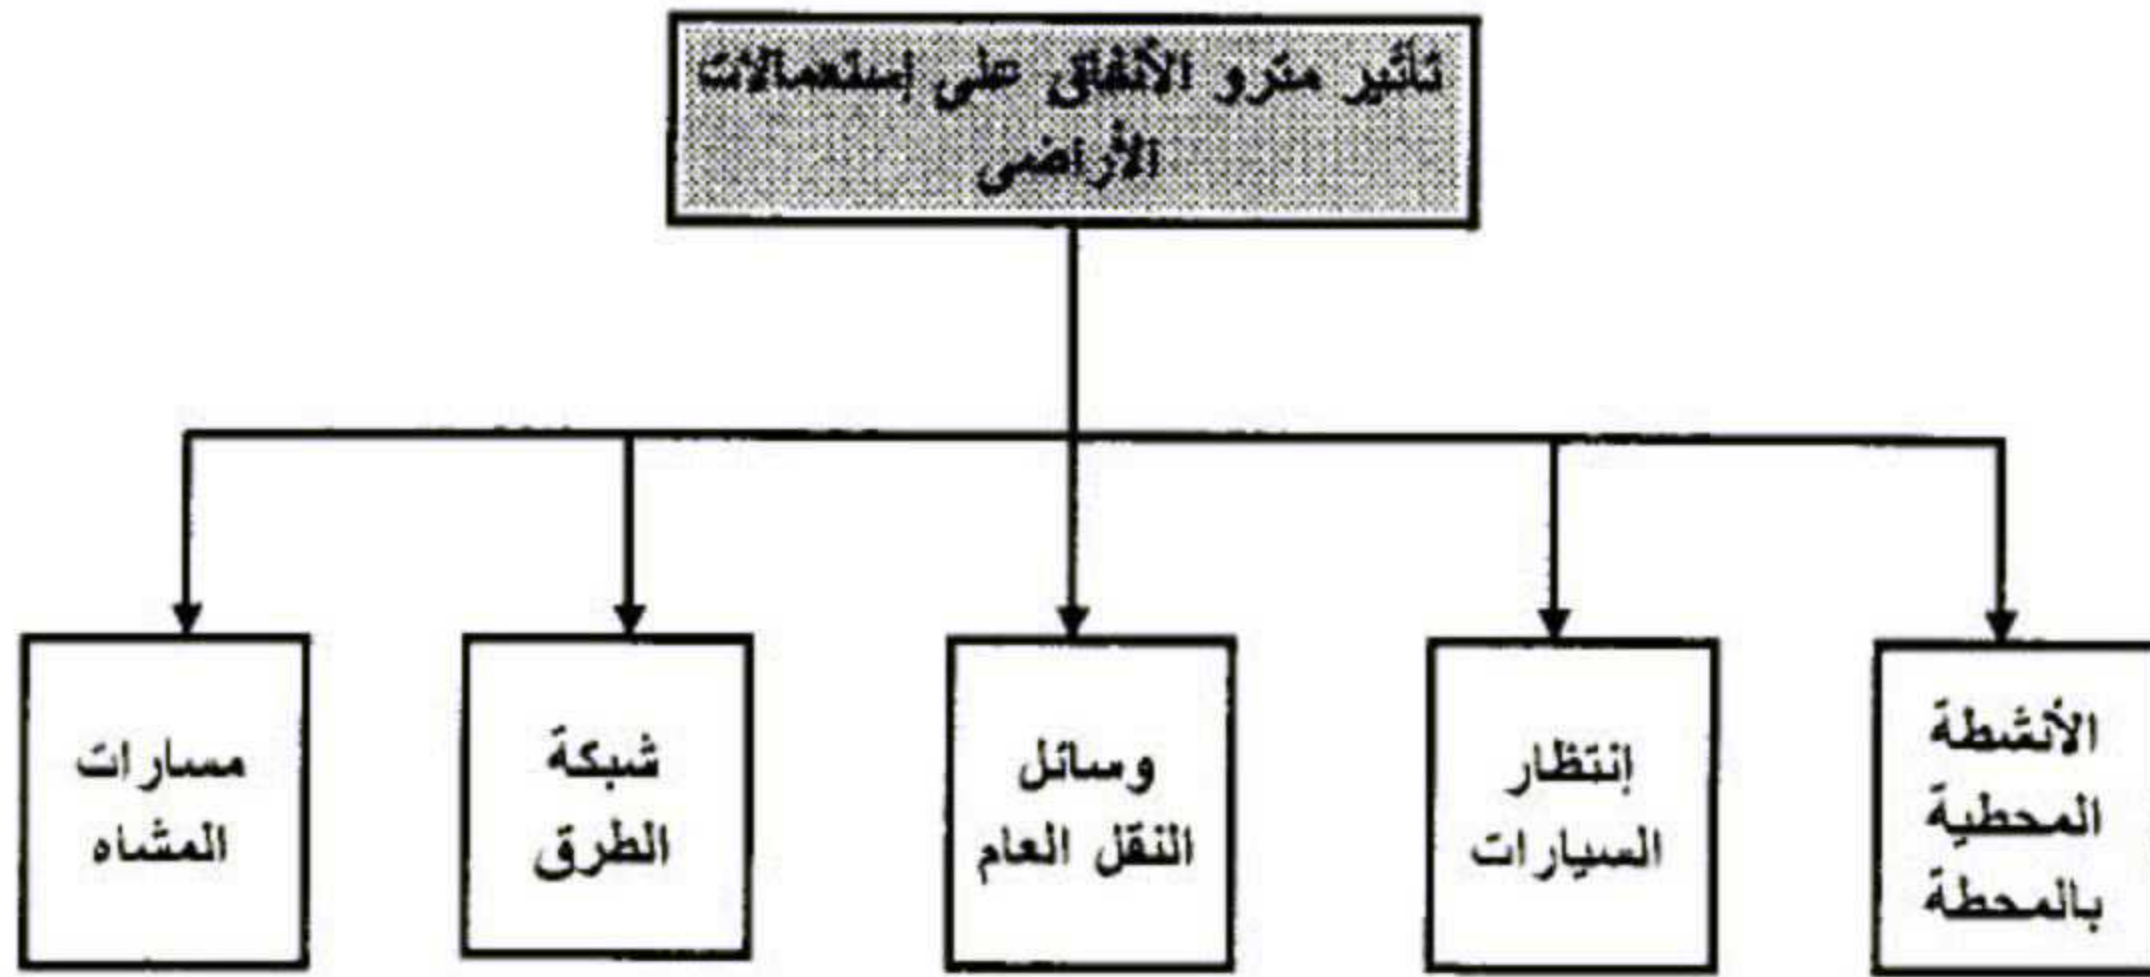 تأثير مترو الأنفاق على إستعمالات
الأراضى
الأنشطة
المحطية
بالمحطة
إنتظار
السيارات
وسائل
النقل العام
شبكة
الطرق
مسارات
المشاه